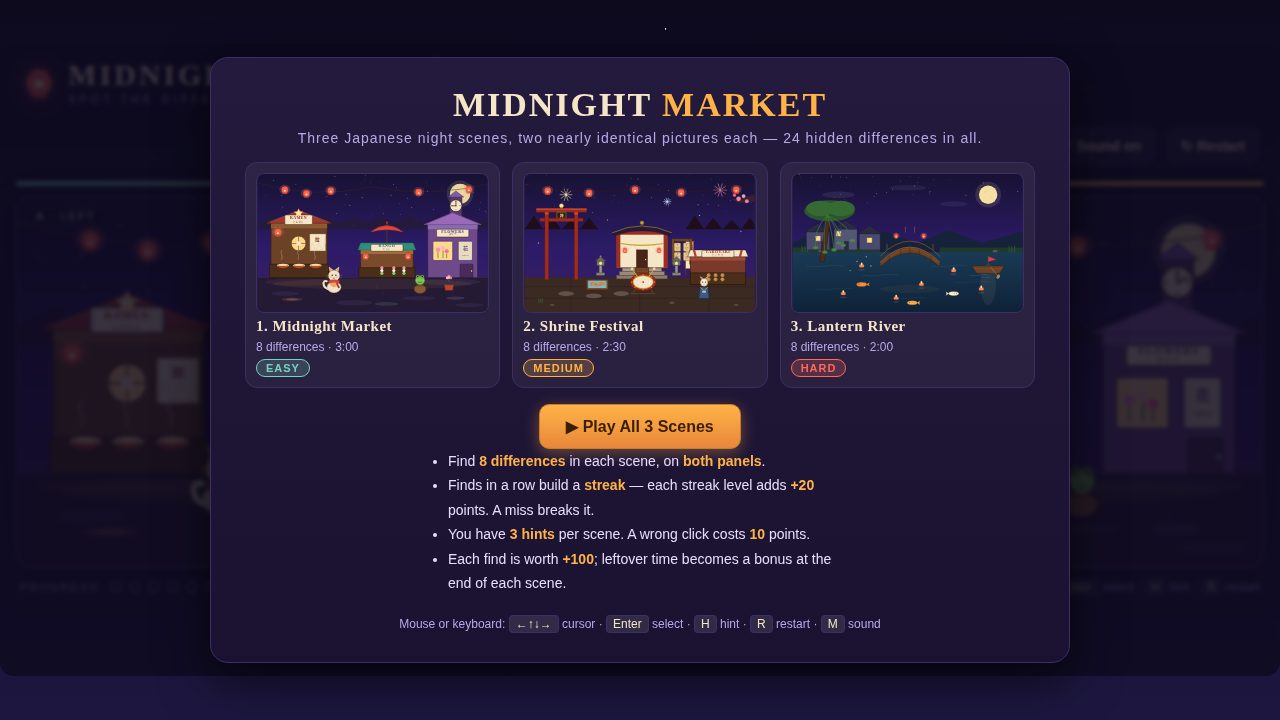 MIDNIGHT MARKET
Three Japanese night scenes, two nearly identical pictures each — 24 hidden differences in all.
1. Midnight Market
8 differences · 3:00
EASY
2. Shrine Festival
8 differences · 2:30
MEDIUM
3. Lantern River
8 differences · 2:00
HARD
▶ Play All 3 Scenes
• Find 8 differences in each scene, on both panels.
• Finds in a row build a streak — each streak level adds +20
points. A miss breaks it.
• You have 3 hints per scene. A wrong click costs 10 points.
• Each find is worth +100; leftover time becomes a bonus at the
end of each scene.
Mouse or keyboard: ←↑↓→ cursor · Enter select · H hint · R restart · M sound
Sound on
↻ Restart